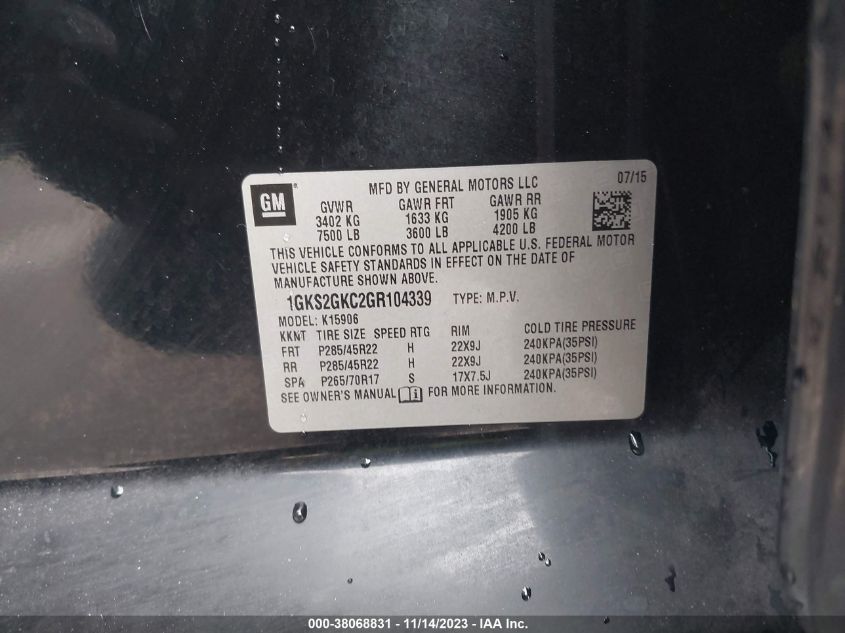 GM ®
MFD BY GENERAL MOTORS LLC 07/15
GVWR GAWR FRT GAWR RR
3402 KG 1633 KG 1905 KG
7500 LB 3600 LB 4200 LB
THIS VEHICLE CONFORMS TO ALL APPLICABLE U.S. FEDERAL MOTOR
VEHICLE SAFETY STANDARDS IN EFFECT ON THE DATE OF
MANUFACTURE SHOWN ABOVE.
1GKS2GKC2GR104339 TYPE: M.P.V.
MODEL: K15906
KKNT TIRE SIZE SPEED RTG RIM COLD TIRE PRESSURE
FRT P285/45R22 H 22X9J 240KPA(35PSI)
RR P285/45R22 H 22X9J 240KPA(35PSI)
SPA P265/70R17 S 17X7.5J 240KPA(35PSI)
SEE OWNER'S MANUAL i FOR MORE INFORMATION.
000-38068831 - 11/14/2023 - IAA Inc.